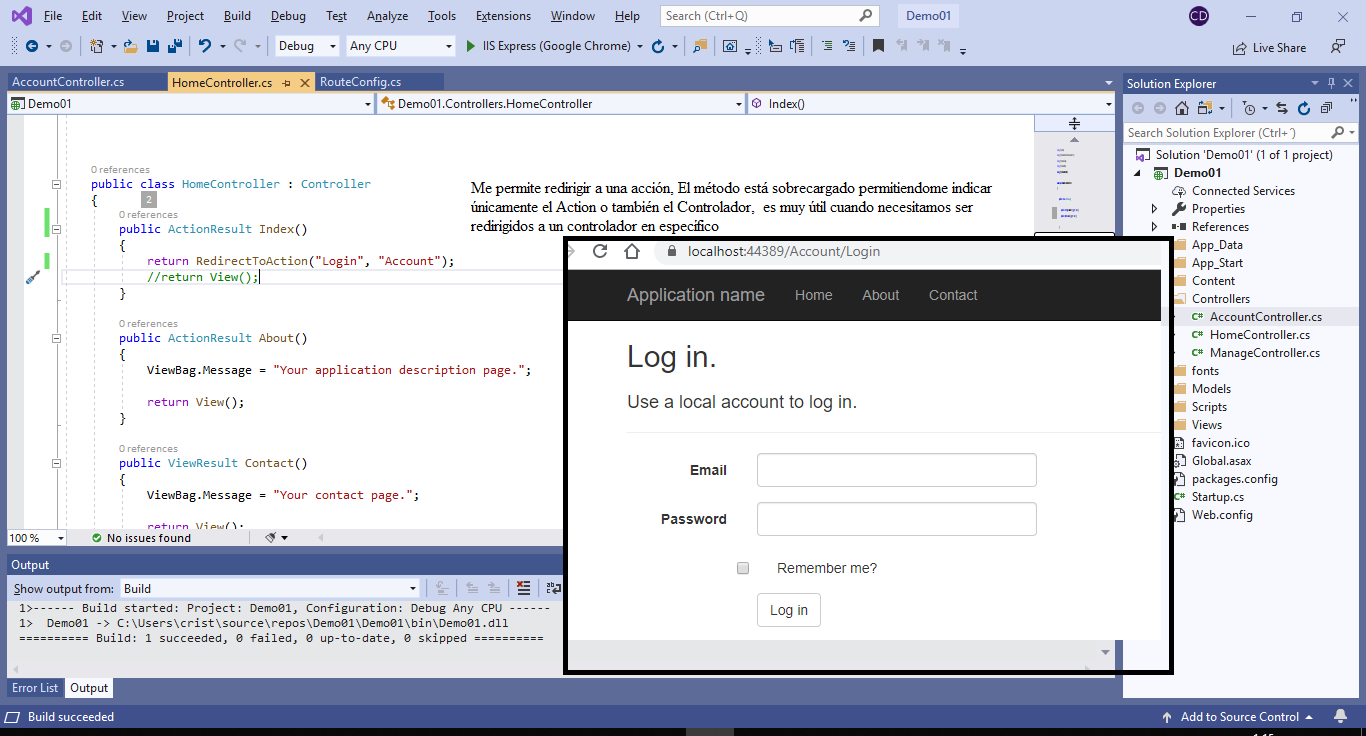 File Edit View Project Build Debug Test Analyze Tools Extensions Window Help Search (Ctrl+Q) Demo01 CD
Debug Any CPU IIS Express (Google Chrome) Live Share
AccountController.cs HomeController.cs RouteConfig.cs
Demo01 Demo01.Controllers.HomeController Index()
0 references
public class HomeController : Controller
{
2
0 references
public ActionResult Index()
{
return RedirectToAction("Login", "Account");
//return View();
}
0 references
public ActionResult About()
{
ViewBag.Message = "Your application description page.";
return View();
}
0 references
public ViewResult Contact()
{
ViewBag.Message = "Your contact page.";
return View();
100 % No issues found
Me permite redirigir a una acción, El método está sobrecargado permitiendome indicar
únicamente el Action o también el Controlador, es muy útil cuando necesitamos ser
redirigidos a un controlador en específico
localhost:44389/Account/Login
Application name Home About Contact
Log in.
Use a local account to log in.
Email
Password
Remember me?
Log in
Output
Show output from: Build
1>------ Build started: Project: Demo01, Configuration: Debug Any CPU ------
1> Demo01 -> C:\Users\crist\source\repos\Demo01\Demo01\bin\Demo01.dll
========== Build: 1 succeeded, 0 failed, 0 up-to-date, 0 skipped ==========
Error List Output
Solution Explorer
Search Solution Explorer (Ctrl+´)
Solution 'Demo01' (1 of 1 project)
Demo01
Connected Services
Properties
References
App_Data
App_Start
Content
Controllers
C# AccountController.cs
C# HomeController.cs
C# ManageController.cs
fonts
Models
Scripts
Views
favicon.ico
Global.asax
packages.config
C# Startup.cs
Web.config
Build succeeded Add to Source Control